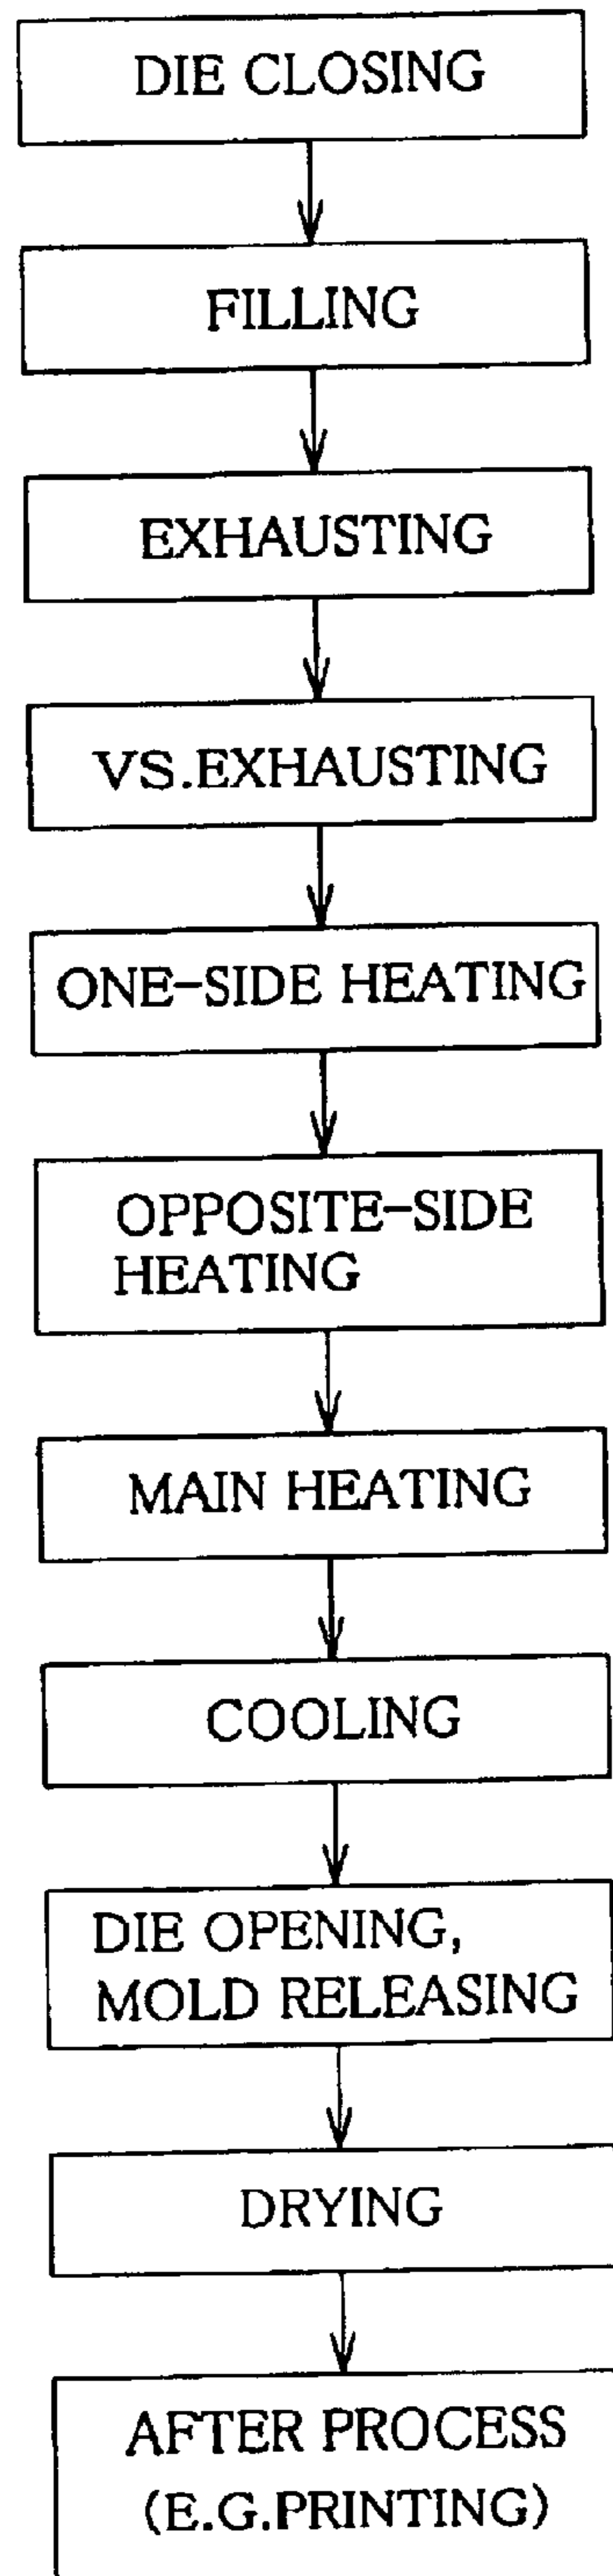 DIE CLOSING
FILLING
EXHAUSTING
VS.EXHAUSTING
ONE-SIDE HEATING
OPPOSITE-SIDE
HEATING
MAIN HEATING
COOLING
DIE OPENING,
MOLD RELEASING
DRYING
AFTER PROCESS
(E.G.PRINTING)